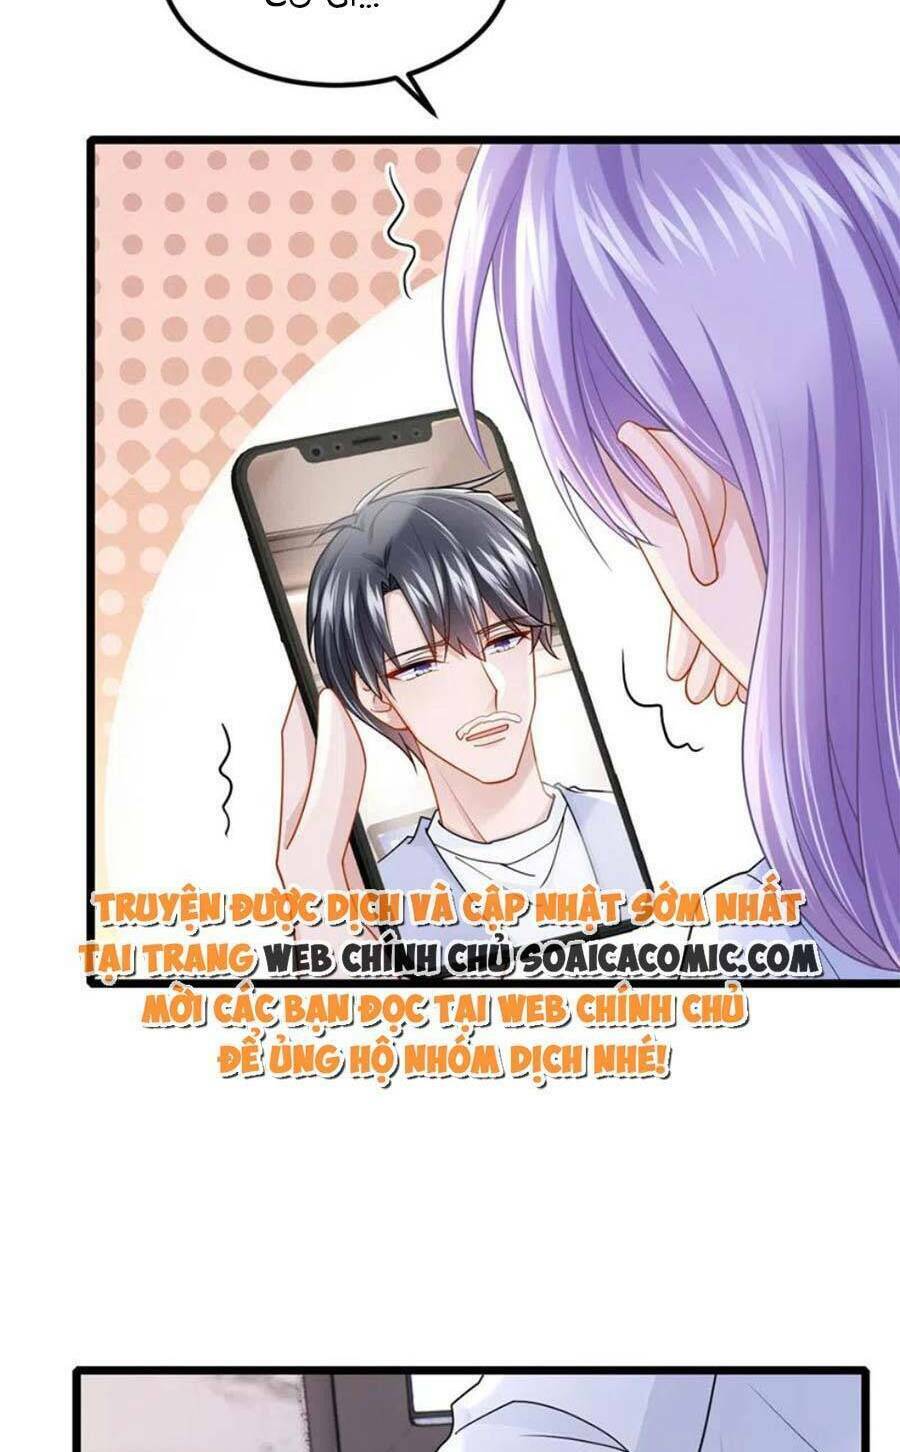 TRUYỆN ĐƯỢC DỊCH VÀ CẬP NHẬT SỚM NHẤT
TẠI TRANG WEB CHÍNH CHỦ SOAICACOMIC.COM
MỜI CÁC BẠN ĐỌC TẠI WEB CHÍNH CHỦ
ĐỂ ỦNG HỘ NHÓM DỊCH NHÉ!